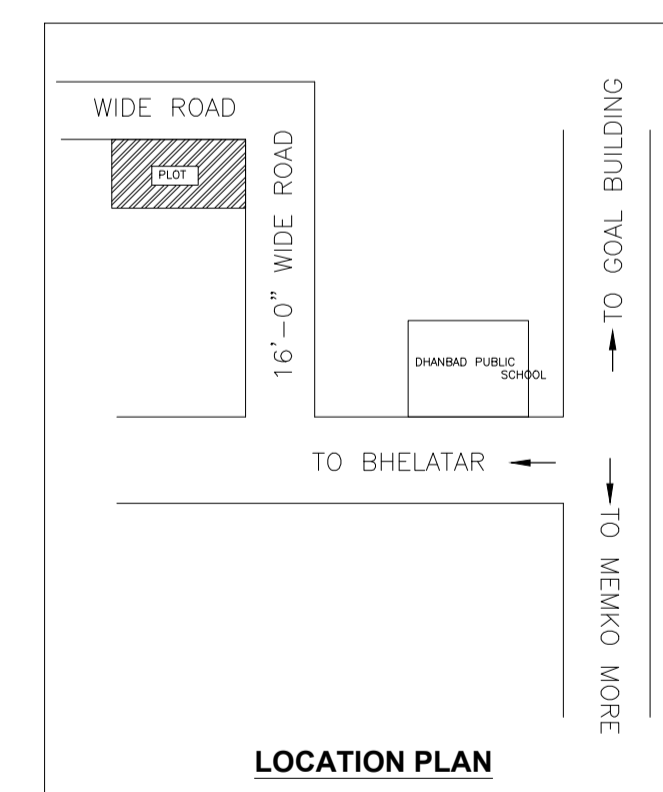 WIDE ROAD
PLOT
16'-0" WIDE ROAD
TO GOAL BUILDING
DHANBAD PUBLIC
SCHOOL
TO BHELATAR
TO MEMKO MORE
LOCATION PLAN